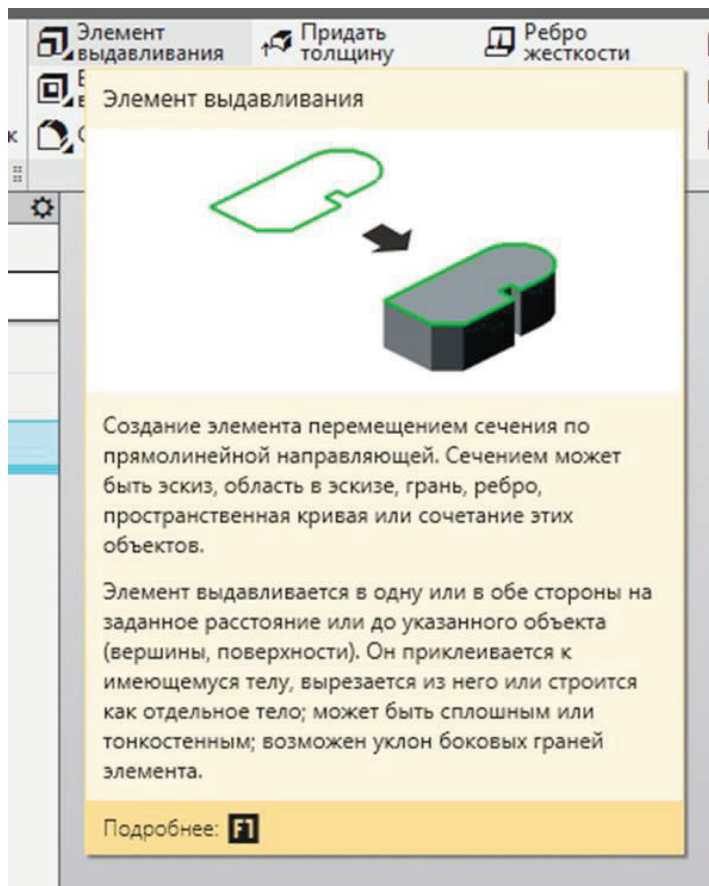 Элемент
выдавливания
Придать
толщину
Ребро
жесткости
Элемент выдавливания
Создание элемента перемещением сечения по
прямолинейной направляющей. Сечением может
быть эскиз, область в эскизе, грань, ребро,
пространственная кривая или сочетание этих
объектов.
Элемент выдавливается в одну или в обе стороны на
заданное расстояние или до указанного объекта
(вершины, поверхности). Он приклеивается к
имеющемуся телу, вырезается из него или строится
как отдельное тело; может быть сплошным или
тонкостенным; возможен уклон боковых граней
элемента.
Подробнее: F1